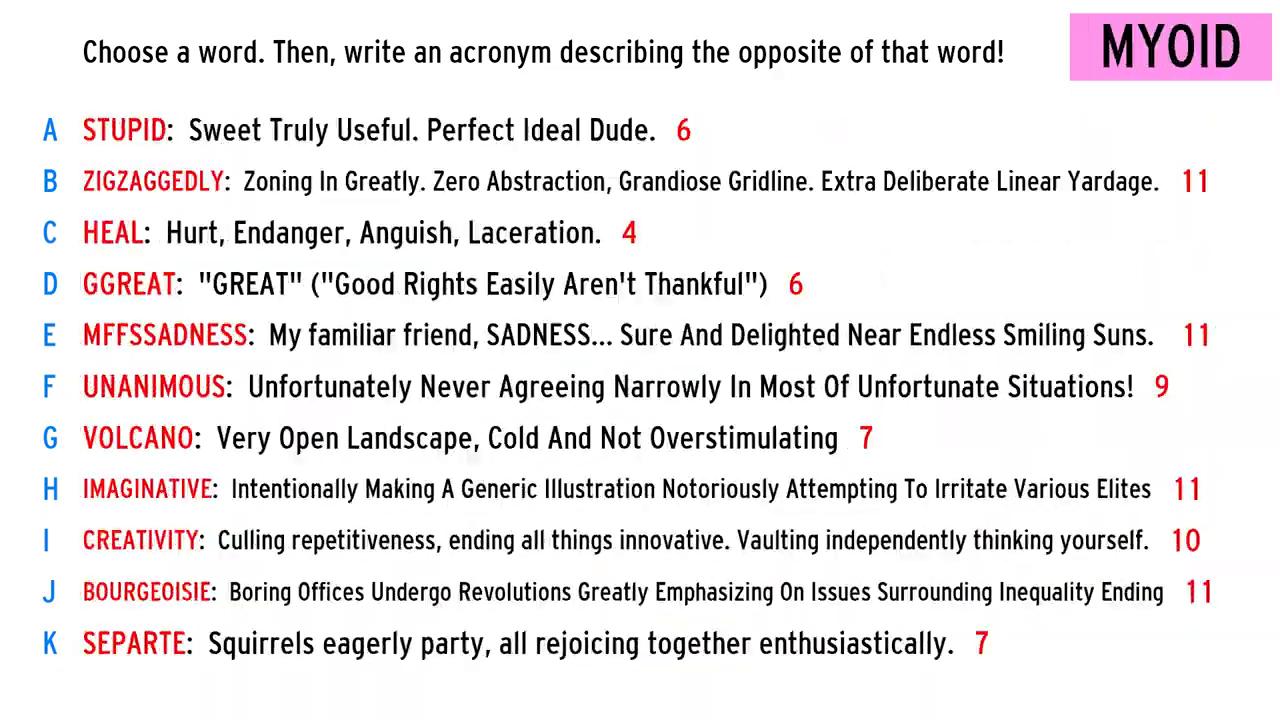 Choose a word. Then, write an acronym describing the opposite of that word!
MYOID
A STUPID: Sweet Truly Useful. Perfect Ideal Dude. 6
B ZIGZAGGEDLY: Zoning In Greatly. Zero Abstraction, Grandiose Gridline. Extra Deliberate Linear Yardage. 11
C HEAL: Hurt, Endanger, Anguish, Laceration. 4
D GGREAT: "GREAT" ("Good Rights Easily Aren't Thankful") 6
E MFFSSADNESS: My familiar friend, SADNESS... Sure And Delighted Near Endless Smiling Suns. 11
F UNANIMOUS: Unfortunately Never Agreeing Narrowly In Most Of Unfortunate Situations! 9
G VOLCANO: Very Open Landscape, Cold And Not Overstimulating 7
H IMAGINATIVE: Intentionally Making A Generic Illustration Notoriously Attempting To Irritate Various Elites 11
I CREATIVITY: Culling repetitiveness, ending all things innovative. Vaulting independently thinking yourself. 10
J BOURGEOISIE: Boring Offices Undergo Revolutions Greatly Emphasizing On Issues Surrounding Inequality Ending 11
K SEPARTE: Squirrels eagerly party, all rejoicing together enthusiastically. 7